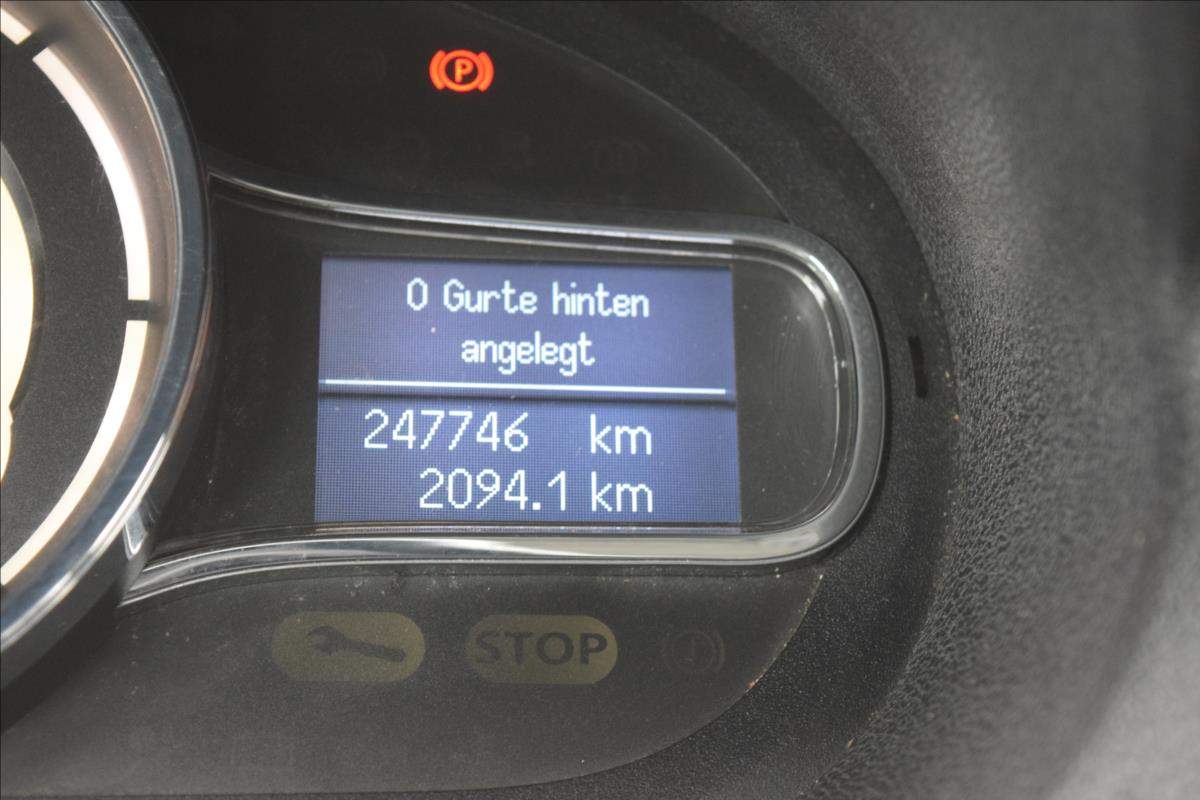 P
0 Gurte hinten
angelegt
247746 km
2094.1 km
STOP